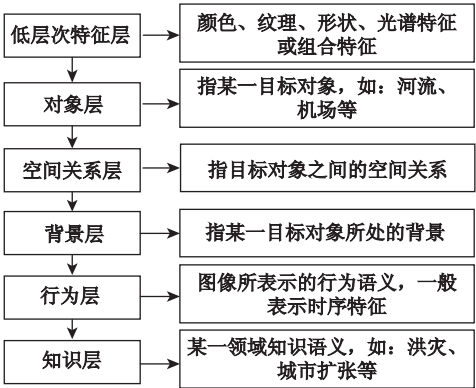 低层次特征层
颜色、纹理、形状、光谱特征
或组合特征
对象层
指某一目标对象，如：河流、
机场等
空间关系层
指目标对象之间的空间关系
背景层
指某一目标对象所处的背景
行为层
图像所表示的行为语义，一般
表示时序特征
知识层
某一领域知识语义，如：洪灾、
城市扩张等